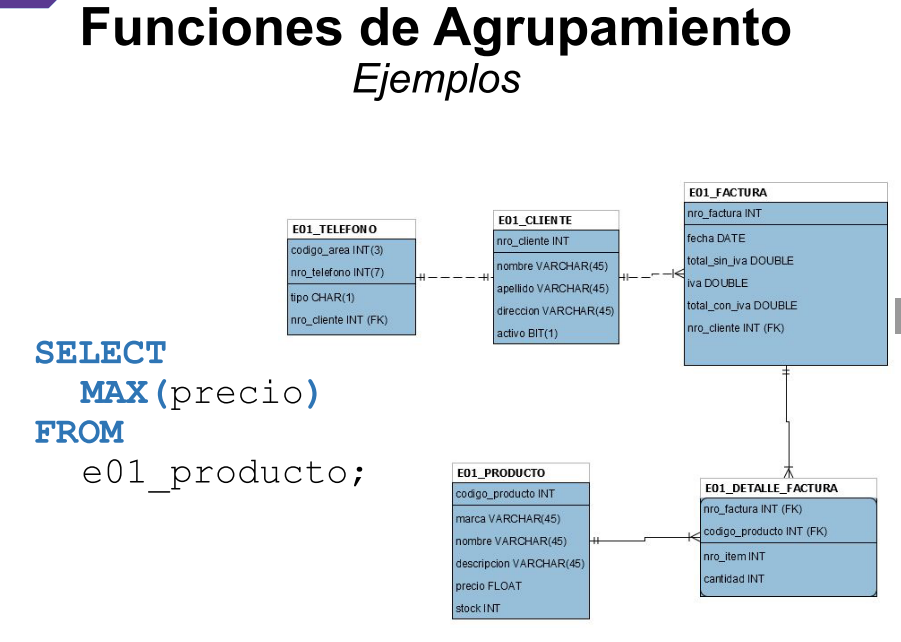 Funciones de Agrupamiento
Ejemplos
SELECT
MAX(precio)
FROM
e01_producto;
E01_TELEFONO
codigo_area INT(3)
nro_telefono INT(7)
tipo CHAR(1)
nro_cliente INT (FK)
E01_CLIENTE
nro_cliente INT
nombre VARCHAR(45)
apellido VARCHAR(45)
direccion VARCHAR(45)
activo BIT(1)
E01_FACTURA
nro_factura INT
fecha DATE
total_sin_iva DOUBLE
iva DOUBLE
total_con_iva DOUBLE
nro_cliente INT (FK)
E01_PRODUCTO
codigo_producto INT
marca VARCHAR(45)
nombre VARCHAR(45)
descripcion VARCHAR(45)
precio FLOAT
stock INT
E01_DETALLE_FACTURA
nro_factura INT (FK)
codigo_producto INT (FK)
nro_item INT
cantidad INT